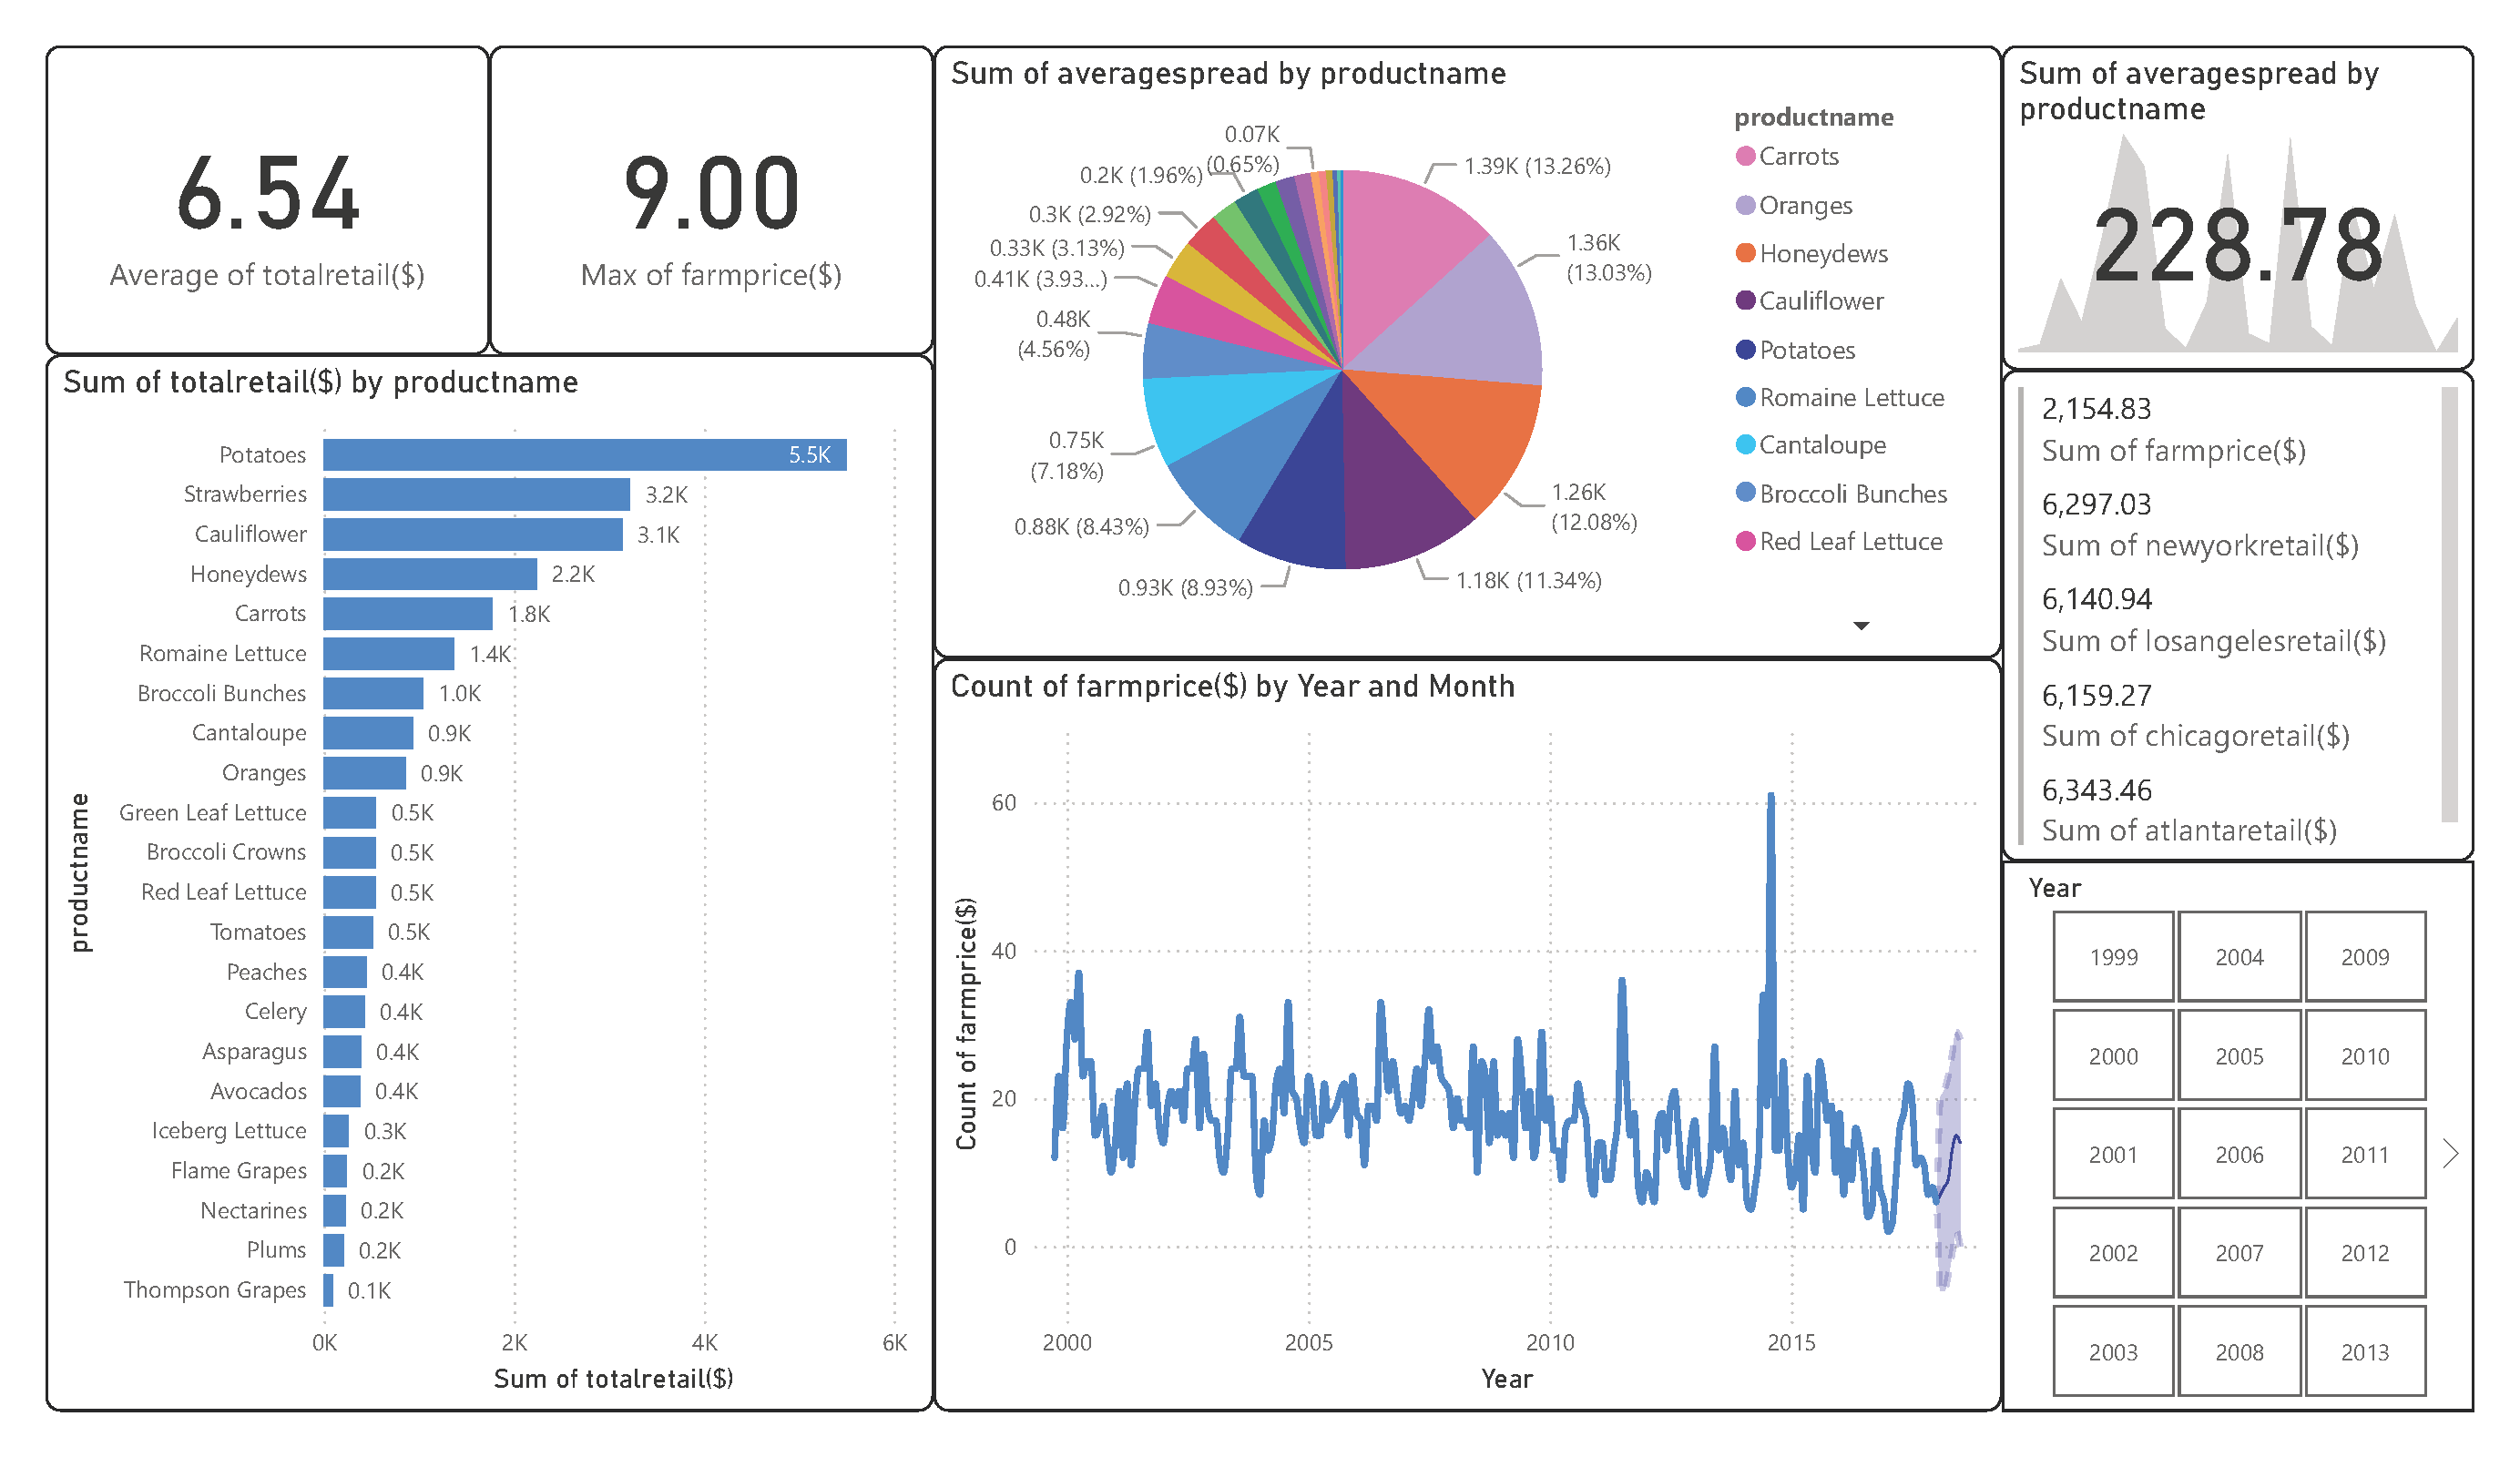 6.54
Average of totalretail($)
9.00
Max of farmprice($)
Sum of totalretail($) by productname
productname
Potatoes 5.5K
Strawberries 3.2K
Cauliflower 3.1K
Honeydews 2.2K
Carrots 1.8K
Romaine Lettuce 1.4K
Broccoli Bunches 1.0K
Cantaloupe 0.9K
Oranges 0.9K
Green Leaf Lettuce 0.5K
Broccoli Crowns 0.5K
Red Leaf Lettuce 0.5K
Tomatoes 0.5K
Peaches 0.4K
Celery 0.4K
Asparagus 0.4K
Avocados 0.4K
Iceberg Lettuce 0.3K
Flame Grapes 0.2K
Nectarines 0.2K
Plums 0.2K
Thompson Grapes 0.1K
0K 2K 4K 6K
Sum of totalretail($)
Sum of averagespread by productname
0.07K
(0.65%)
0.2K (1.96%)
0.3K (2.92%)
0.33K (3.13%)
0.41K (3.93...)
0.48K
(4.56%)
0.75K
(7.18%)
0.88K (8.43%)
0.93K (8.93%)
1.39K (13.26%)
1.36K
(13.03%)
1.26K
(12.08%)
1.18K (11.34%)
productname
Carrots
Oranges
Honeydews
Cauliflower
Potatoes
Romaine Lettuce
Cantaloupe
Broccoli Bunches
Red Leaf Lettuce
Count of farmprice($) by Year and Month
Count of farmprice($)
60
40
20
0
2000 2005 2010 2015
Year
Sum of averagespread by
productname
228.78
2,154.83
Sum of farmprice($)
6,297.03
Sum of newyorkretail($)
6,140.94
Sum of losangelesretail($)
6,159.27
Sum of chicagoretail($)
6,343.46
Sum of atlantaretail($)
Year
1999 2004 2009
2000 2005 2010
2001 2006 2011
2002 2007 2012
2003 2008 2013